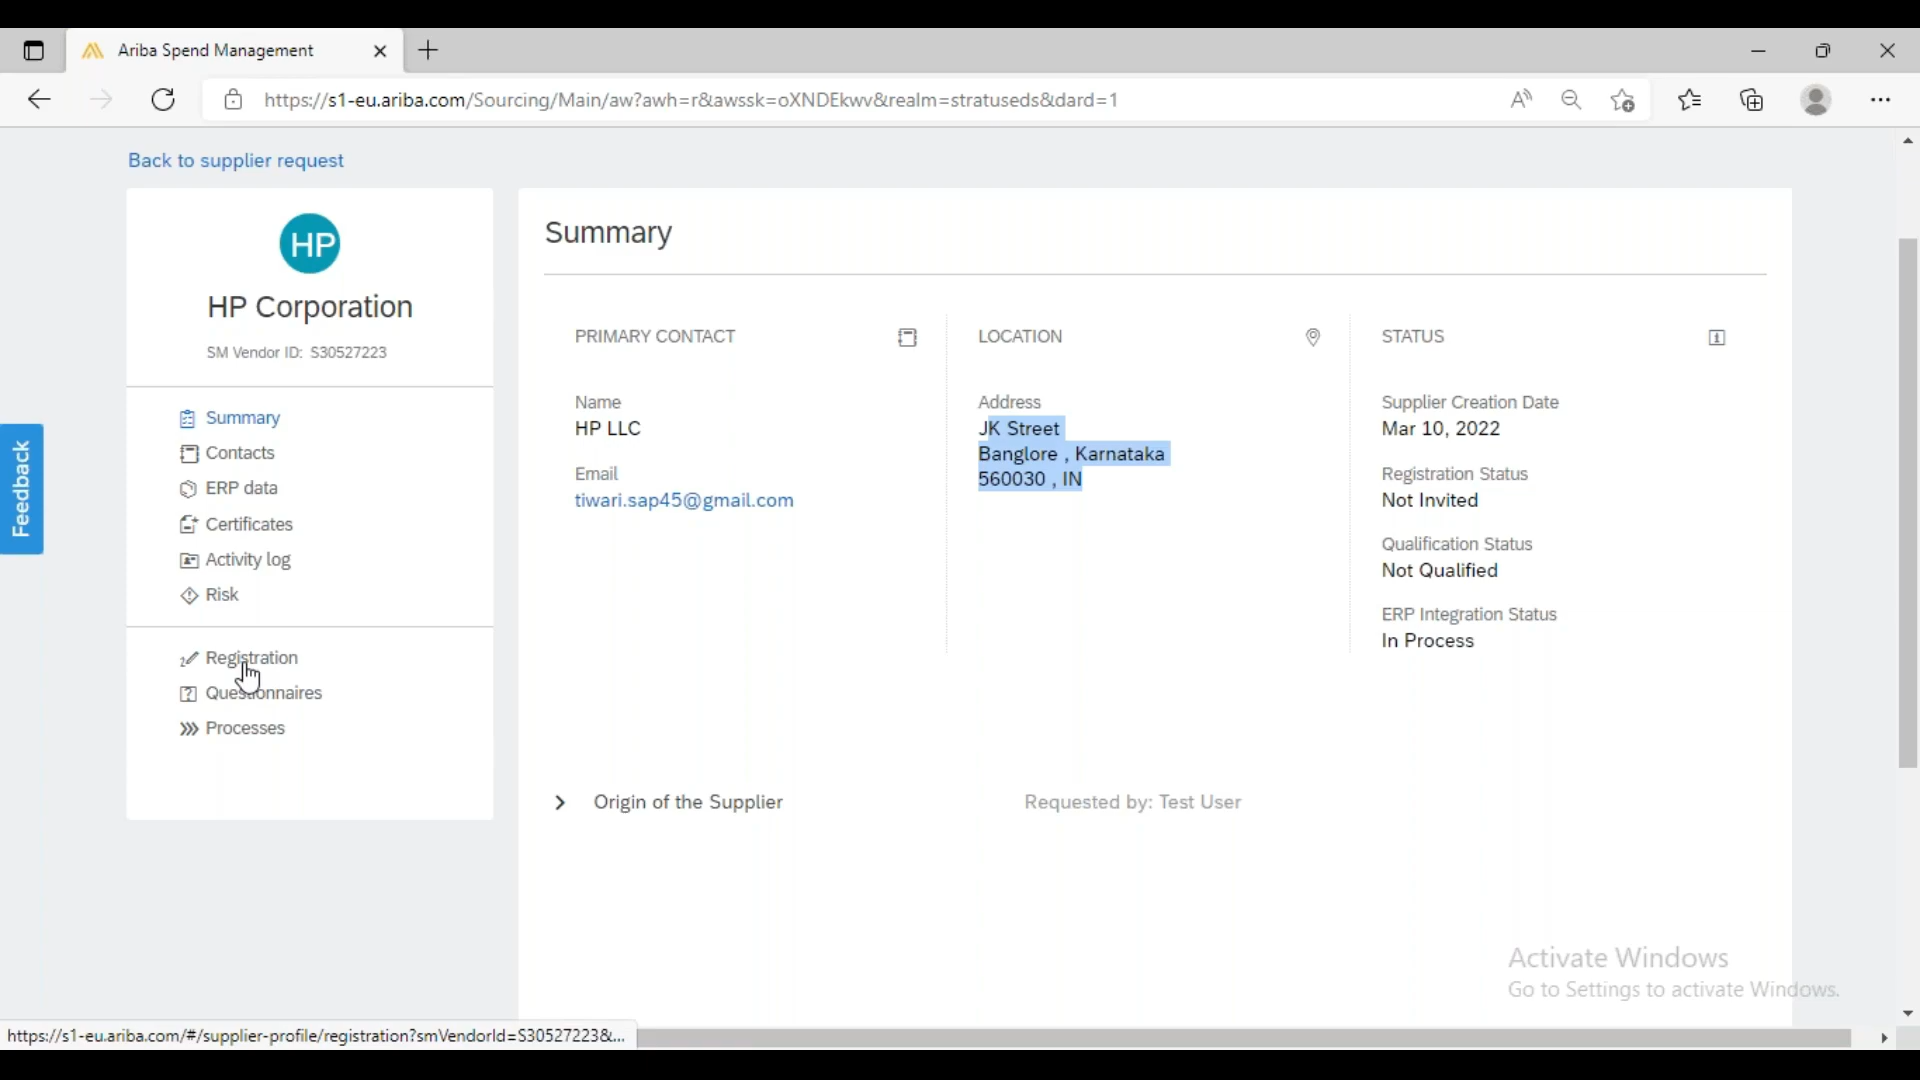 Ariba Spend Management
https://s1-eu.ariba.com/Sourcing/Main/aw?awh=r&awssk=oXNDEkwv&realm=stratuseds&dard=1
Back to supplier request
HP
HP Corporation
SM Vendor ID: S30527223
Summary
Contacts
ERP data
Certificates
Activity log
Risk
Registration
Questionnaires
Processes
Feedback
Summary
PRIMARY CONTACT
Name
HP LLC
Email
tiwari.sap45@gmail.com
LOCATION
Address
JK Street
Banglore , Karnataka
560030 , IN
STATUS
Supplier Creation Date
Mar 10, 2022
Registration Status
Not Invited
Qualification Status
Not Qualified
ERP Integration Status
In Process
Origin of the Supplier
Requested by: Test User
Activate Windows
Go to Settings to activate Windows.
https://s1-eu.ariba.com/#/supplier-profile/registration?smVendorId=S30527223&...